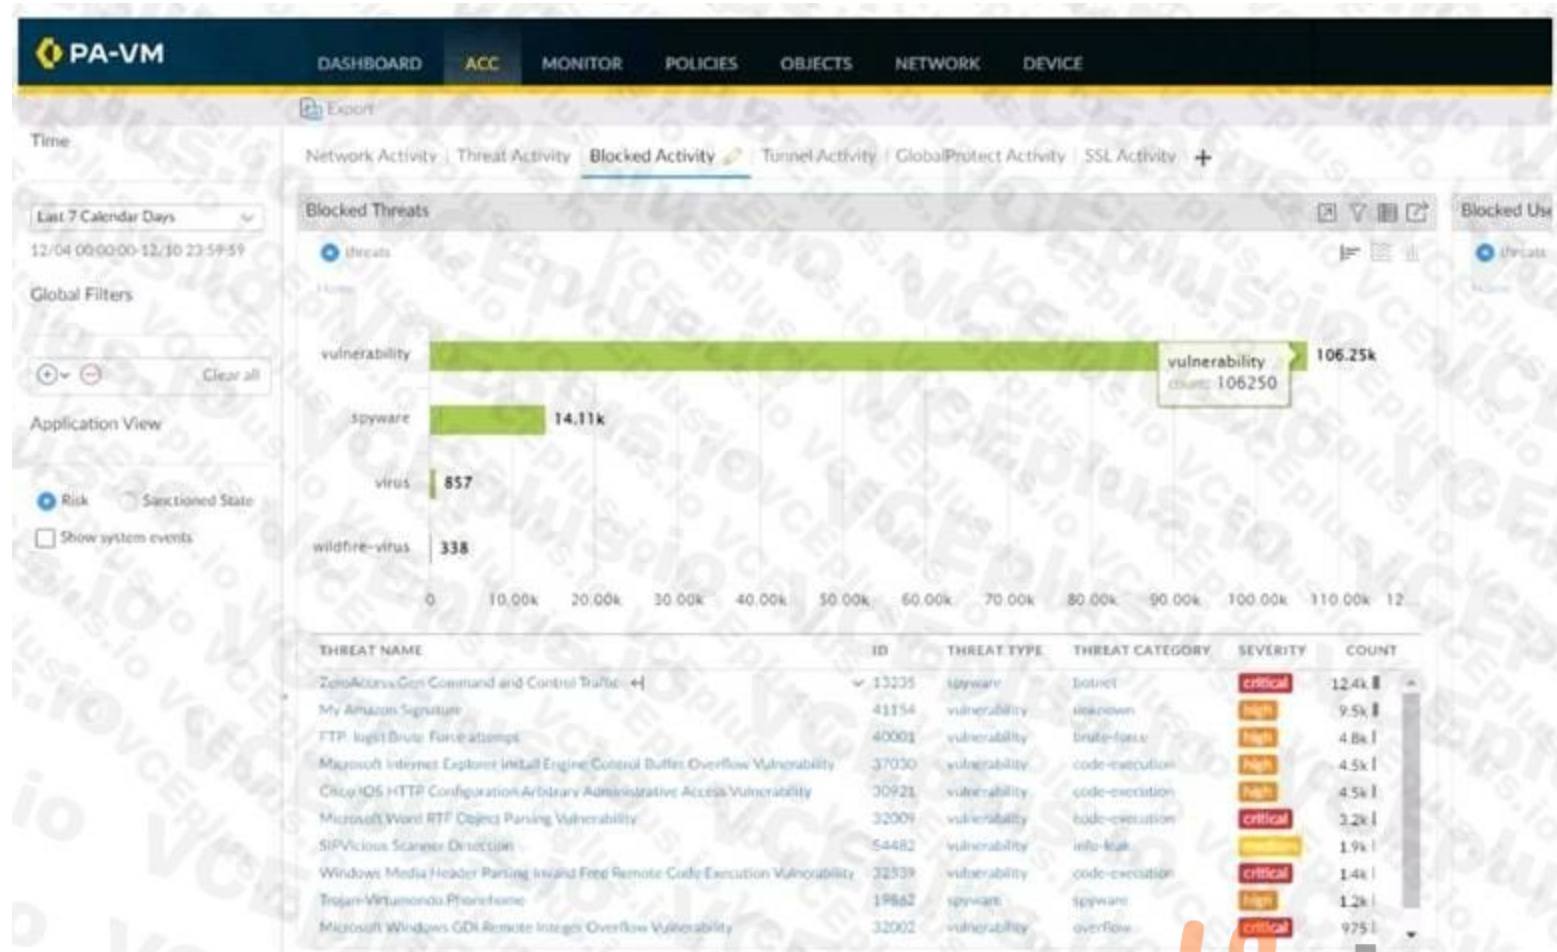 PA-VM
DASHBOARD ACC MONITOR POLICIES OBJECTS NETWORK DEVICE
Export
Time
Network Activity Threat Activity Blocked Activity Tunnel Activity GlobalProtect Activity SSL Activity +
Last 7 Calendar Days
12/04 00:00:00-12/10 23:59:59
Blocked Threats
Blocked Use
threats
threats
Home
Home
Global Filters
Clear all
Application View
Risk Sanctioned State
Show system events
vulnerability 106.25k
vulnerability
count: 106250
spyware 14.11k
virus 857
wildfire-virus 338
0 10.00k 20.00k 30.00k 40.00k 50.00k 60.00k 70.00k 80.00k 90.00k 100.00k 110.00k 12...
THREAT NAME ID THREAT TYPE THREAT CATEGORY SEVERITY COUNT
ZeroAccess.Gen Command and Control Traffic 13235 spyware botnet critical 12.4k
My Amazon Signature 41154 vulnerability unknown high 9.5k
FTP: login Brute Force attempt 40001 vulnerability brute-force high 4.8k
Microsoft Internet Explorer Install Engine Control Buffer Overflow Vulnerability 37030 vulnerability code-execution high 4.5k
Cisco IOS HTTP Configuration Arbitrary Administrative Access Vulnerability 30921 vulnerability code-execution high 4.5k
Microsoft Word RTF Object Parsing Vulnerability 32009 vulnerability code-execution critical 3.2k
SIPVicious Scanner Detection 54482 vulnerability info-leak medium 1.9k
Windows Media Header Parsing Invalid Free Remote Code Execution Vulnerability 32539 vulnerability code-execution critical 1.4k
Trojan-Virtumondo Phonehome 19862 spyware spyware high 1.2k
Microsoft Windows GDI Remote Integer Overflow Vulnerability 32002 vulnerability overflow critical 975
VCEplus.io